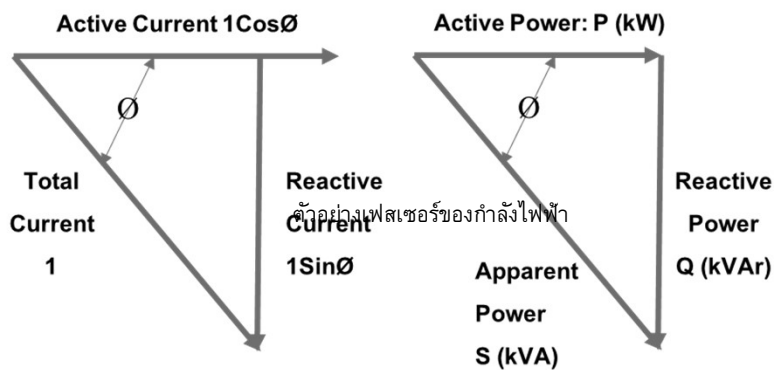 Active Current 1CosØ
Ø
Total
Current
1
Reactive
Current
1SinØ
ตัวอย่างเฟสเซอร์ของกำลังไฟฟ้า
Active Power: P (kW)
Ø
Apparent
Power
S (kVA)
Reactive
Power
Q (kVAr)